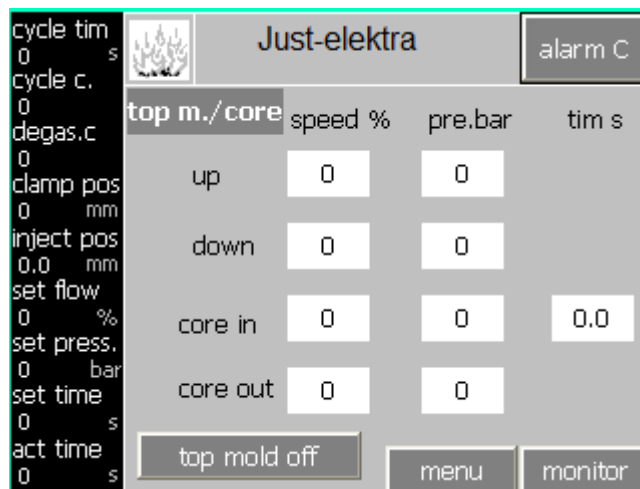 cycle tim
0 s
cycle c.
0
degas.c
0
clamp pos
0 mm
inject pos
0.0 mm
set flow
0 %
set press.
0 bar
set time
0 s
act time
0 s
Just-elektra
alarm C
top m./core speed % pre.bar tim s
up 0 0
down 0 0
core in 0 0 0.0
core out 0 0
top mold off
menu
monitor